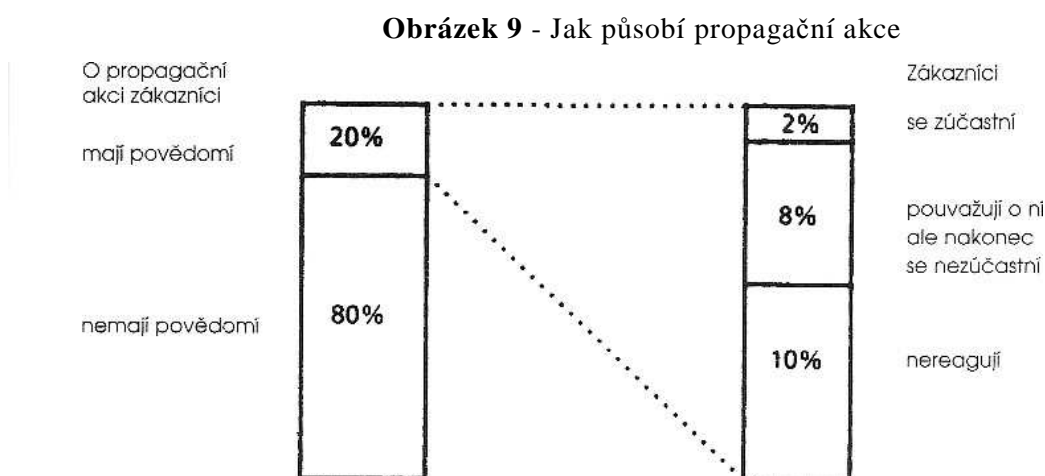 Obrázek 9 - Jak působí propagační akce
O propagační
akci zákazníci
mají povědomí
nemají povědomí
20%
80%
Zákazníci
se zúčastní
pouvažují o ní
ale nakonec
se nezúčastní
nereagují
2%
8%
10%